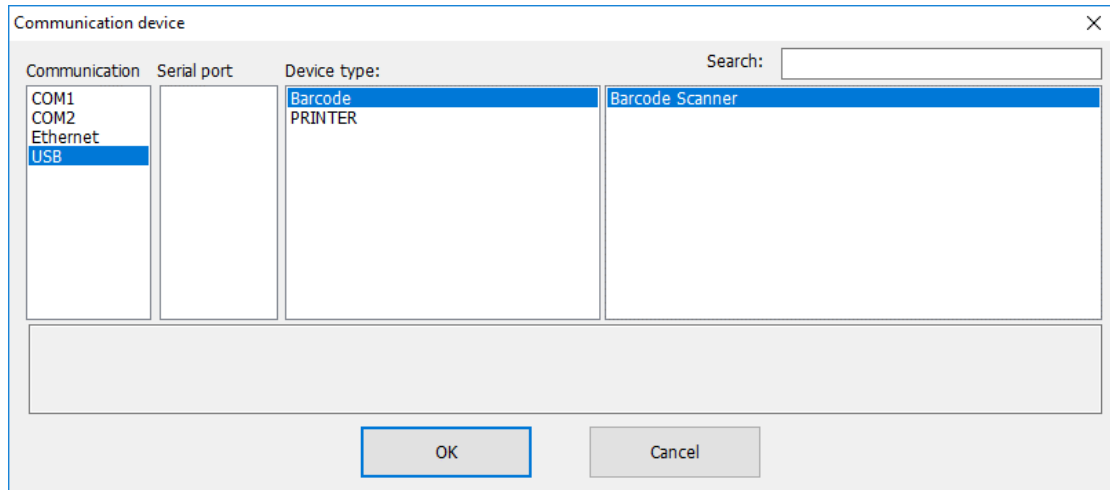 Communication device
Search:
Communication Serial port Device type:
COM1 Barcode Barcode Scanner
COM2 PRINTER
Ethernet
USB
OK Cancel